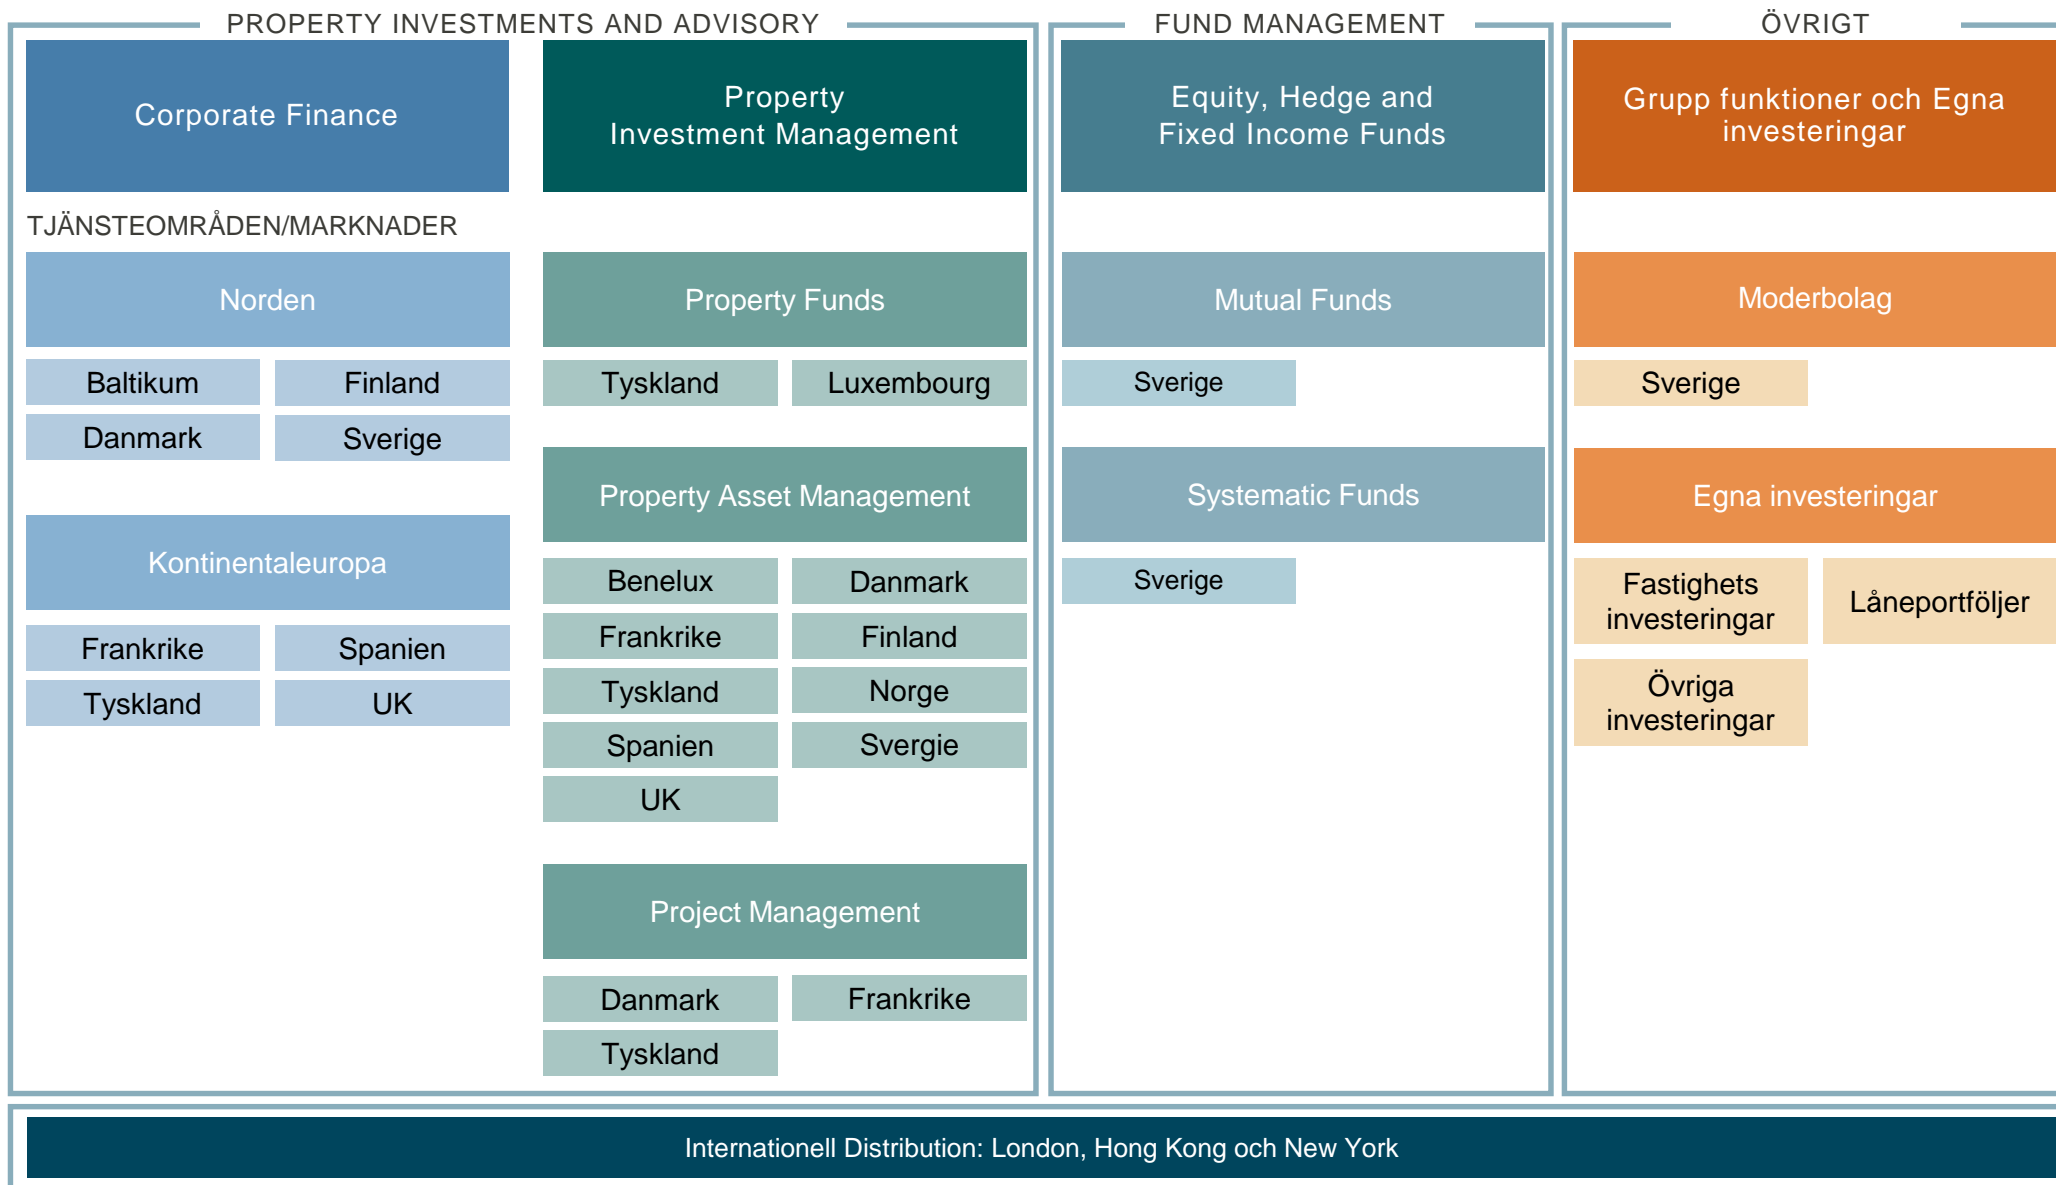 PROPERTY INVESTMENTS AND ADVISORY
FUND MANAGEMENT
ÖVRIGT
Corporate Finance
Property
Investment Management
Equity, Hedge and
Fixed Income Funds
Grupp funktioner och Egna
investeringar
TJÄNSTEOMRÅDEN/MARKNADER
Norden
Baltikum
Finland
Danmark
Sverige
Kontinentaleuropa
Frankrike
Spanien
Tyskland
UK
Property Funds
Tyskland
Luxembourg
Property Asset Management
Benelux
Danmark
Frankrike
Finland
Tyskland
Norge
Spanien
Svergie
UK
Project Management
Danmark
Frankrike
Tyskland
Mutual Funds
Sverige
Systematic Funds
Sverige
Moderbolag
Sverige
Egna investeringar
Fastighets
investeringar
Låneportföljer
Övriga
investeringar
Internationell Distribution: London, Hong Kong och New York